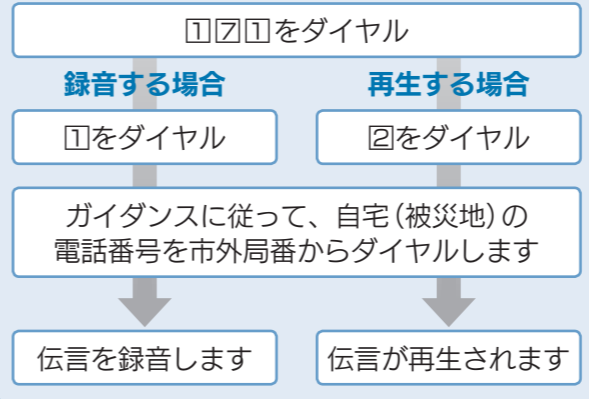 171をダイヤル
録音する場合
再生する場合
1をダイヤル
2をダイヤル
ガイダンスに従って、自宅(被災地)の
電話番号を市外局番からダイヤルします
伝言を録音します
伝言が再生されます